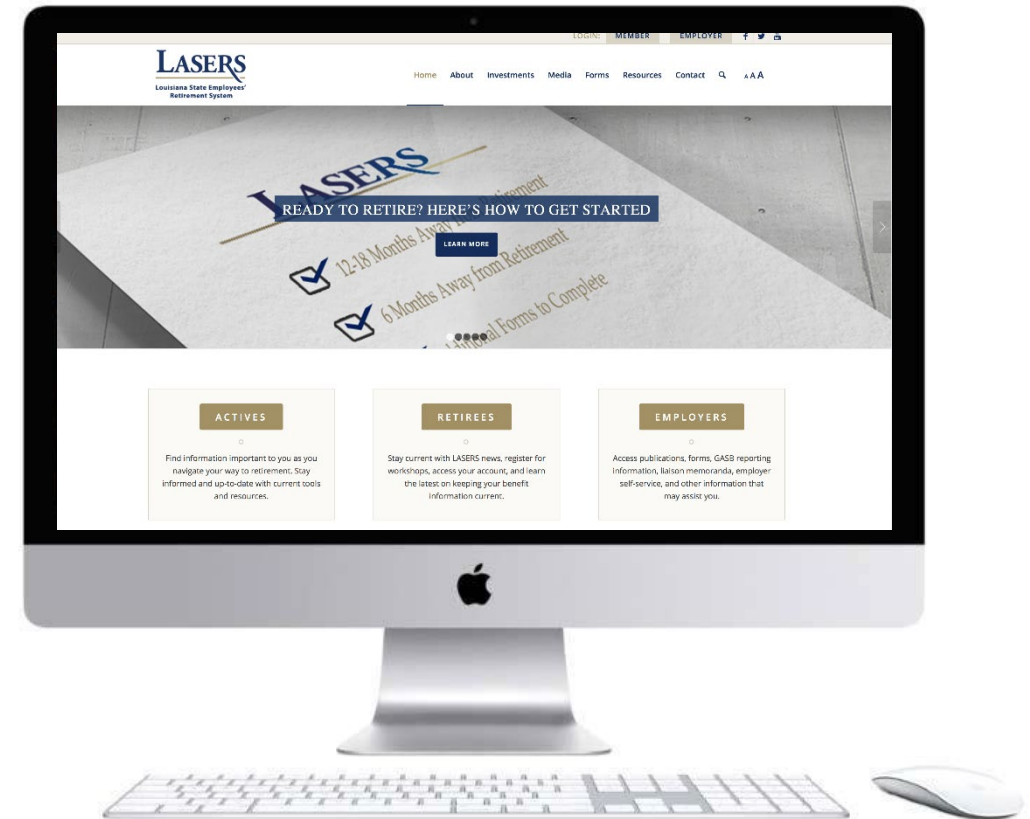 LOGIN: MEMBER EMPLOYER
LASERS
Louisiana State Employees'
Retirement System
Home About Investments Media Forms Resources Contact AAA
LASERS
READY TO RETIRE? HERE'S HOW TO GET STARTED
LEARN MORE
12-18 Months Away from Retirement
6 Months Away from Retirement
Forms to Complete
ACTIVES
Find information important to you as you
navigate your way to retirement. Stay
informed and up-to-date with current tools
and resources.
RETIREES
Stay current with LASERS news, register for
workshops, access your account, and learn
the latest on keeping your benefit
information current.
EMPLOYERS
Access publications, forms, GASB reporting
information, liaison memoranda, employer
self-service, and other information that
may assist you.